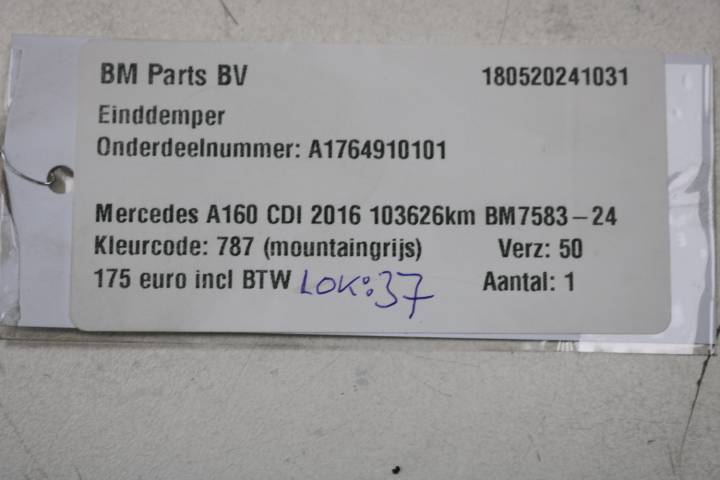 BM Parts BV 180520241031
Einddemper
Onderdeelnummer: A1764910101
Mercedes A160 CDI 2016 103626km BM7583-24
Kleurcode: 787 (mountaingrijs) Verz: 50
175 euro incl BTW LOK:37 Aantal: 1